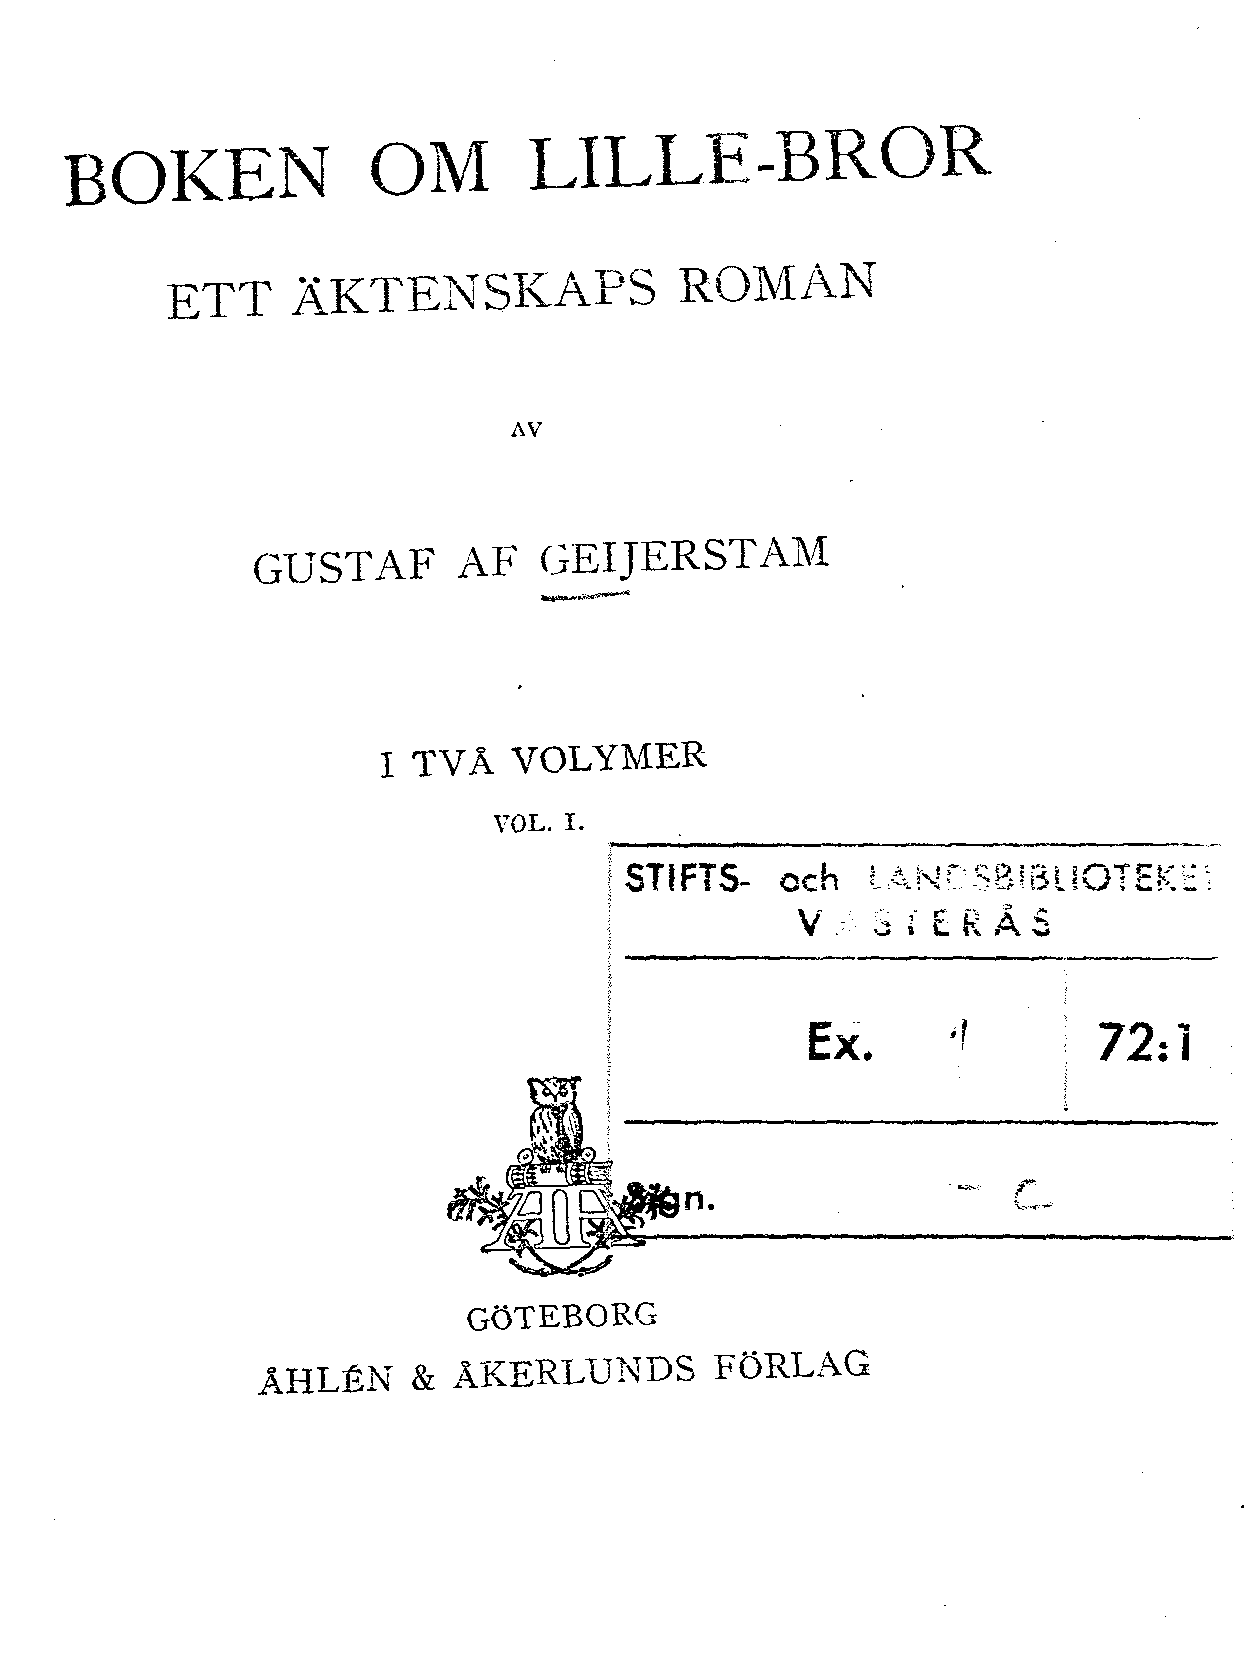 BOKEN OM LILLE-BROR
ETT ÄKTENSKAPS ROMAN
AV
GUSTAF AF GEIJERSTAM
I TVÅ VOLYMER
VOL. I.
STIFTS- och LANDSBIBLIOTEKET
VÄSTERÅS
Ex. 1 72:1
Sign. - C
GÖTEBORG
ÅHLÉN & ÅKERLUNDS FÖRLAG